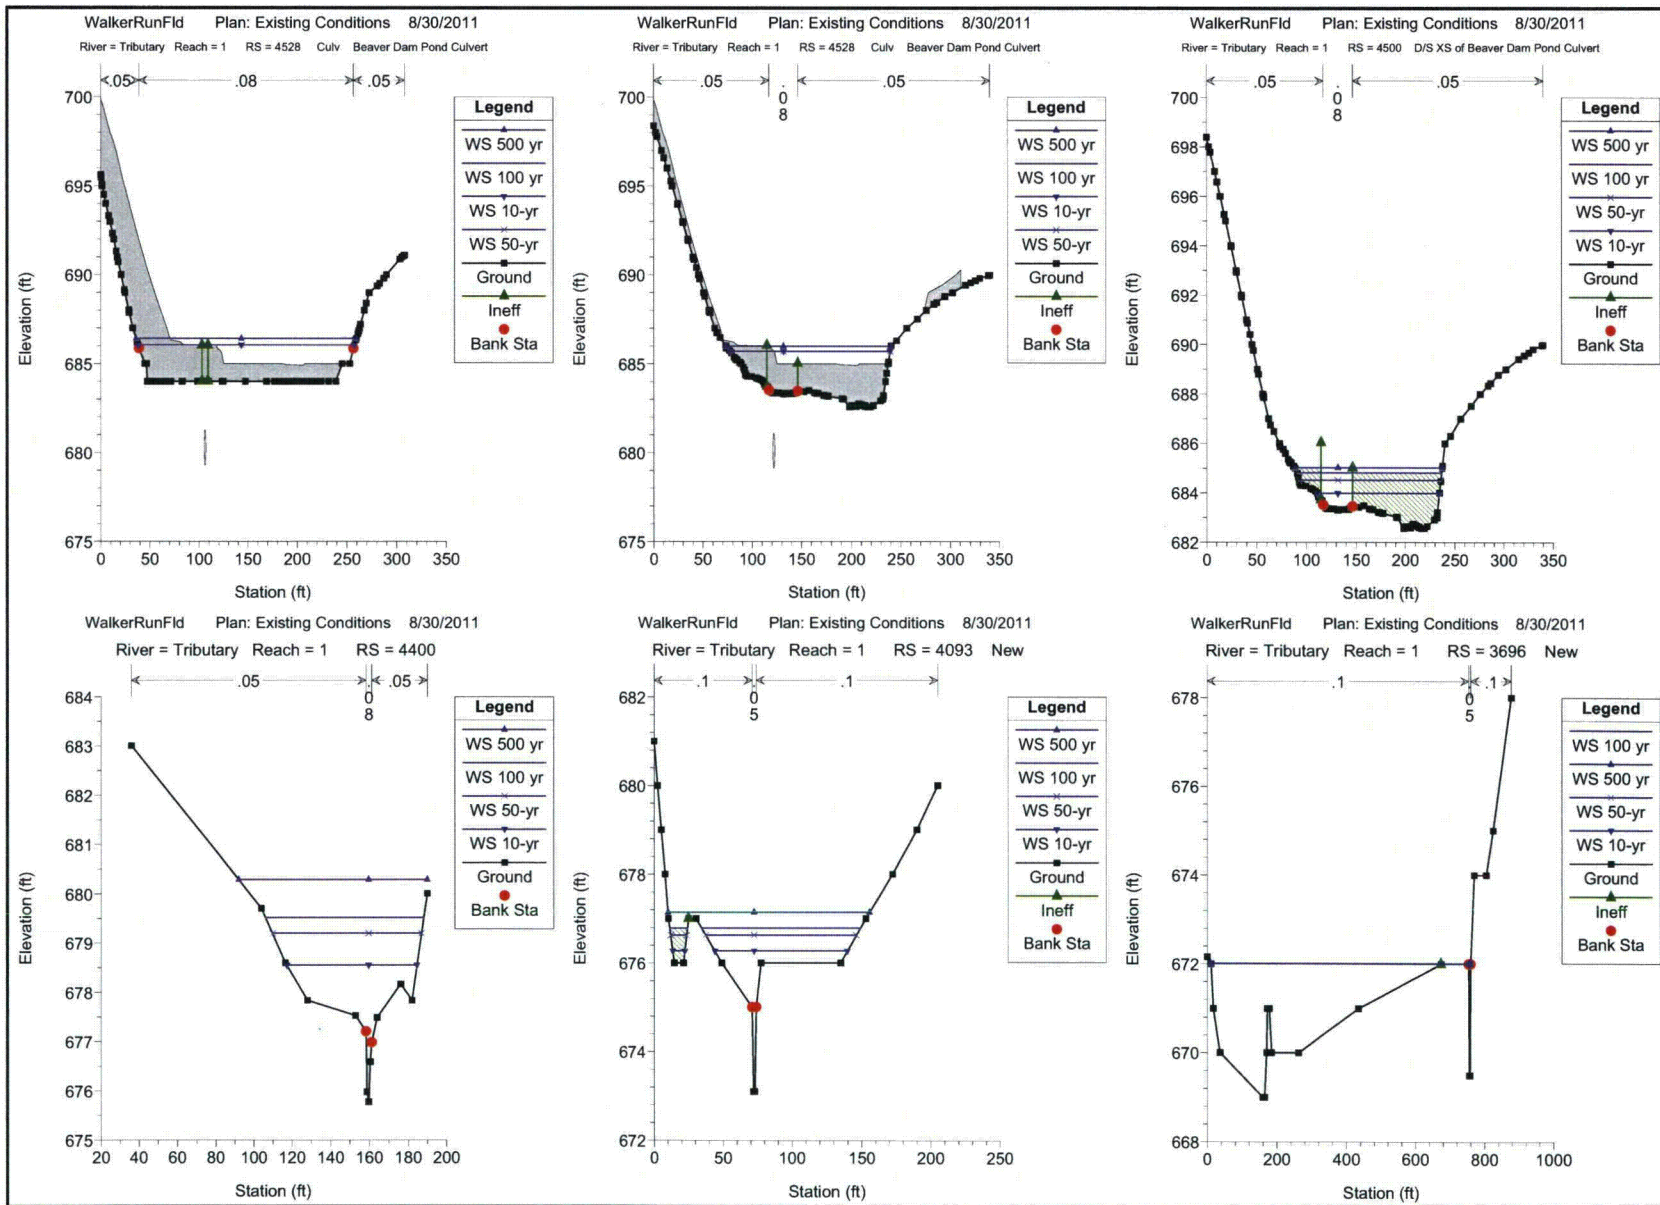 WalkerRunFld Plan: Existing Conditions 8/30/2011
River = Tributary Reach = 1 RS = 4528 Culv Beaver Dam Pond Culvert
.05 .08 .05
Legend
WS 500 yr
WS 100 yr
WS 10-yr
WS 50-yr
Ground
Ineff
Bank Sta
700
695
690
685
680
675
Elevation (ft)
0 50 100 150 200 250 300 350
Station (ft)
WalkerRunFld Plan: Existing Conditions 8/30/2011
River = Tributary Reach = 1 RS = 4528 Culv Beaver Dam Pond Culvert
.05 .08 .05
Legend
WS 500 yr
WS 100 yr
WS 10-yr
WS 50-yr
Ground
Ineff
Bank Sta
700
695
690
685
680
675
Elevation (ft)
0 50 100 150 200 250 300 350
Station (ft)
WalkerRunFld Plan: Existing Conditions 8/30/2011
River = Tributary Reach = 1 RS = 4500 D/S XS of Beaver Dam Pond Culvert
.05 .08 .05
Legend
WS 500 yr
WS 100 yr
WS 50-yr
WS 10-yr
Ground
Ineff
Bank Sta
700
698
696
694
692
690
688
686
684
682
Elevation (ft)
0 50 100 150 200 250 300 350
Station (ft)
WalkerRunFld Plan: Existing Conditions 8/30/2011
River = Tributary Reach = 1 RS = 4400
.05 .08 .05
Legend
WS 500 yr
WS 100 yr
WS 50-yr
WS 10-yr
Ground
Bank Sta
684
683
682
681
680
679
678
677
676
675
Elevation (ft)
20 40 60 80 100 120 140 160 180 200
Station (ft)
WalkerRunFld Plan: Existing Conditions 8/30/2011
River = Tributary Reach = 1 RS = 4093 New
.1 .05 .1
Legend
WS 500 yr
WS 100 yr
WS 50-yr
WS 10-yr
Ground
Ineff
Bank Sta
682
680
678
676
674
672
Elevation (ft)
0 50 100 150 200 250
Station (ft)
WalkerRunFld Plan: Existing Conditions 8/30/2011
River = Tributary Reach = 1 RS = 3696 New
.1 .05 .1
Legend
WS 100 yr
WS 500 yr
WS 50-yr
WS 10-yr
Ground
Ineff
Bank Sta
678
676
674
672
670
668
Elevation (ft)
0 200 400 600 800 1000
Station (ft)